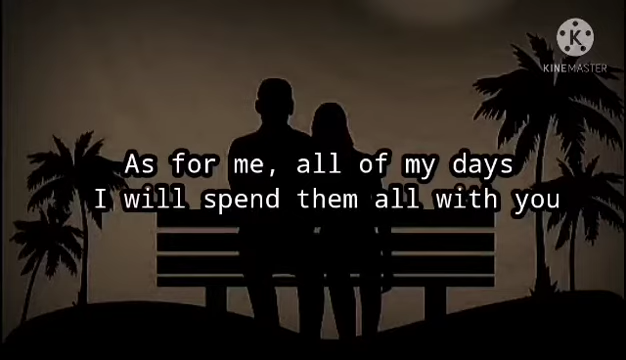 KINEMASTER
As for me, all of my days
I will spend them all with you